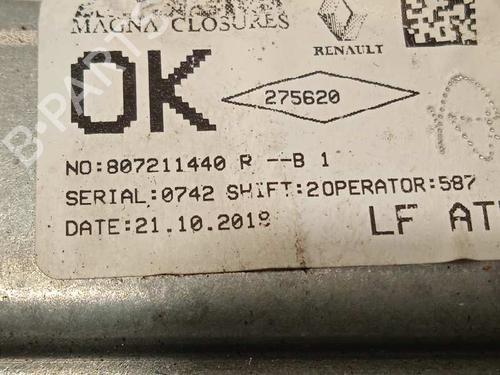 MAGNA CLOSURES
RENAULT
OK
275620
NO:807211440 R --B 1
SERIAL:0742 SHIFT:2OPERATOR:587
DATE:21.10.2018
LF AT
B-PARTS